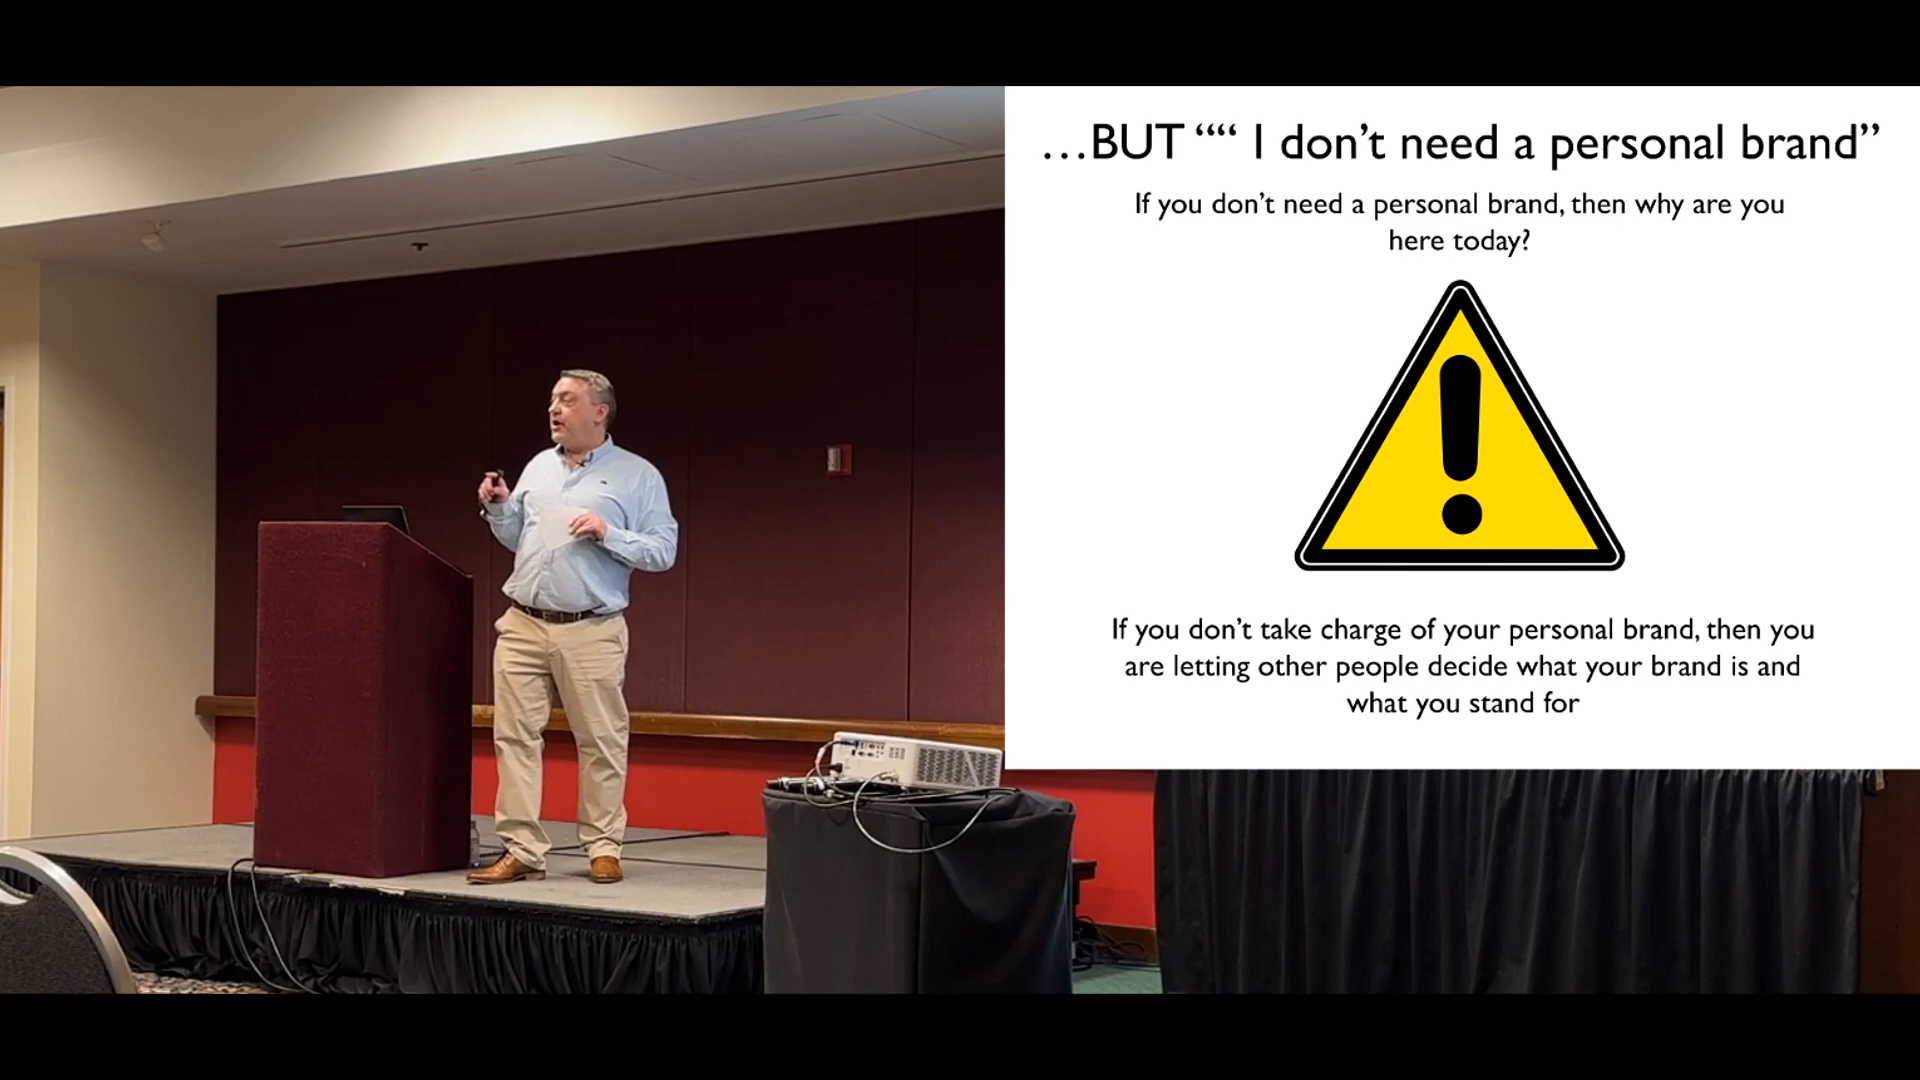 …BUT ““ I don’t need a personal brand”
If you don’t need a personal brand, then why are you
here today?
If you don’t take charge of your personal brand, then you
are letting other people decide what your brand is and
what you stand for